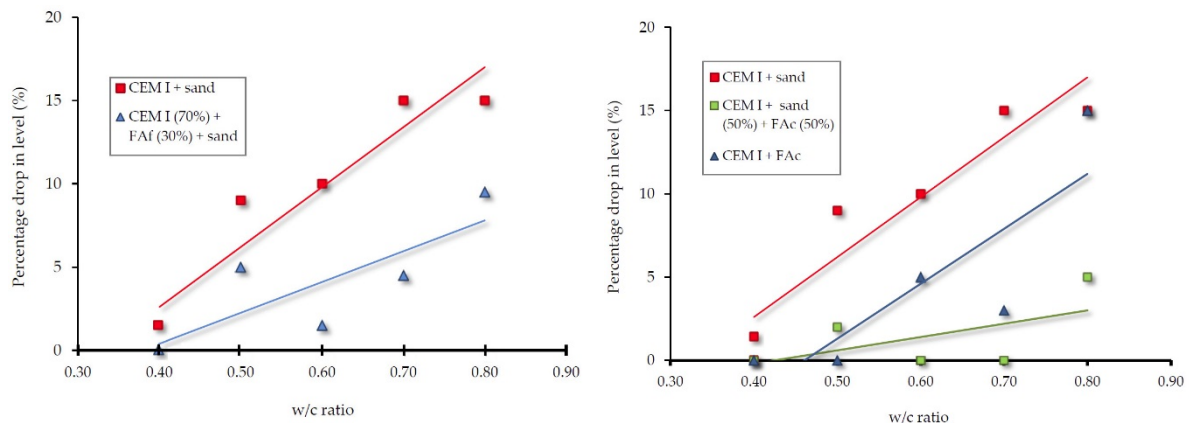 20
15
10
5
0
Percentage drop in level (%)
CEM I + sand
CEM I (70%) +
FAf (30%) + sand
0.30 0.40 0.50 0.60 0.70 0.80 0.90
w/c ratio
20
15
10
5
0
Percentage drop in level (%)
CEM I + sand
CEM I + sand
(50%) + FAc (50%)
CEM I + FAc
0.30 0.40 0.50 0.60 0.70 0.80 0.90
w/c ratio